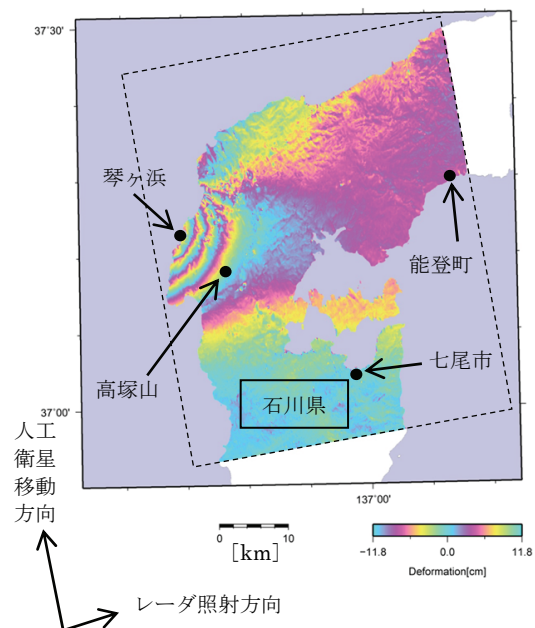 37°30'
琴ヶ浜
能登町
高塚山
七尾市
石川県
37°00'
人工
衛星
移動
方向
137°00'
0 10
[km]
−11.8 0.0 11.8
Deformation[cm]
レーダ照射方向